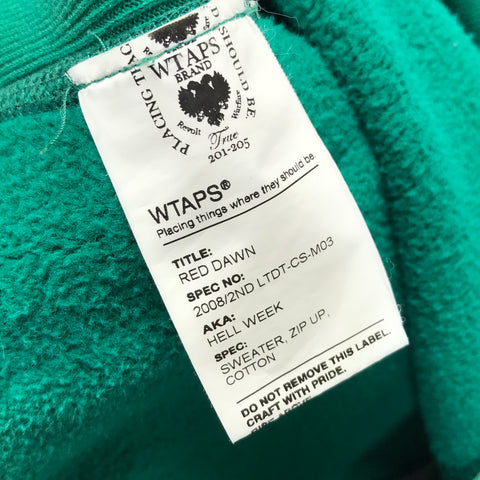 PLACING THINGS
WTAPS
BRAND
SHOULD BE.
Revolt
Warfare
True
201-205
WTAPS®
Placing things where they should be.
TITLE:
RED DAWN
SPEC NO:
2008/2ND LTDT-CS-M03
AKA:
HELL WEEK
SPEC:
SWEATER, ZIP UP,
COTTON
DO NOT REMOVE THIS LABEL.
CRAFT WITH PRIDE.
RISE ABOVE.